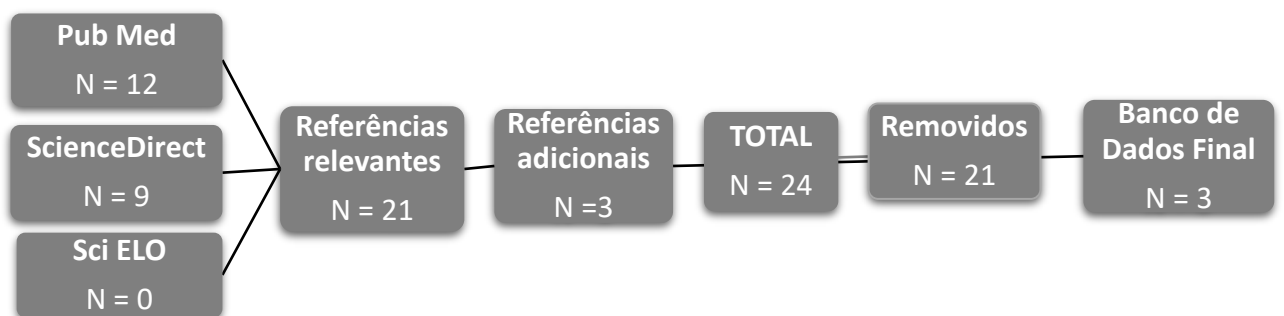 Pub Med
N = 12
ScienceDirect
N = 9
Sci ELO
N = 0
Referências
relevantes
N = 21
Referências
adicionais
N =3
TOTAL
N = 24
Removidos
N = 21
Banco de
Dados Final
N = 3